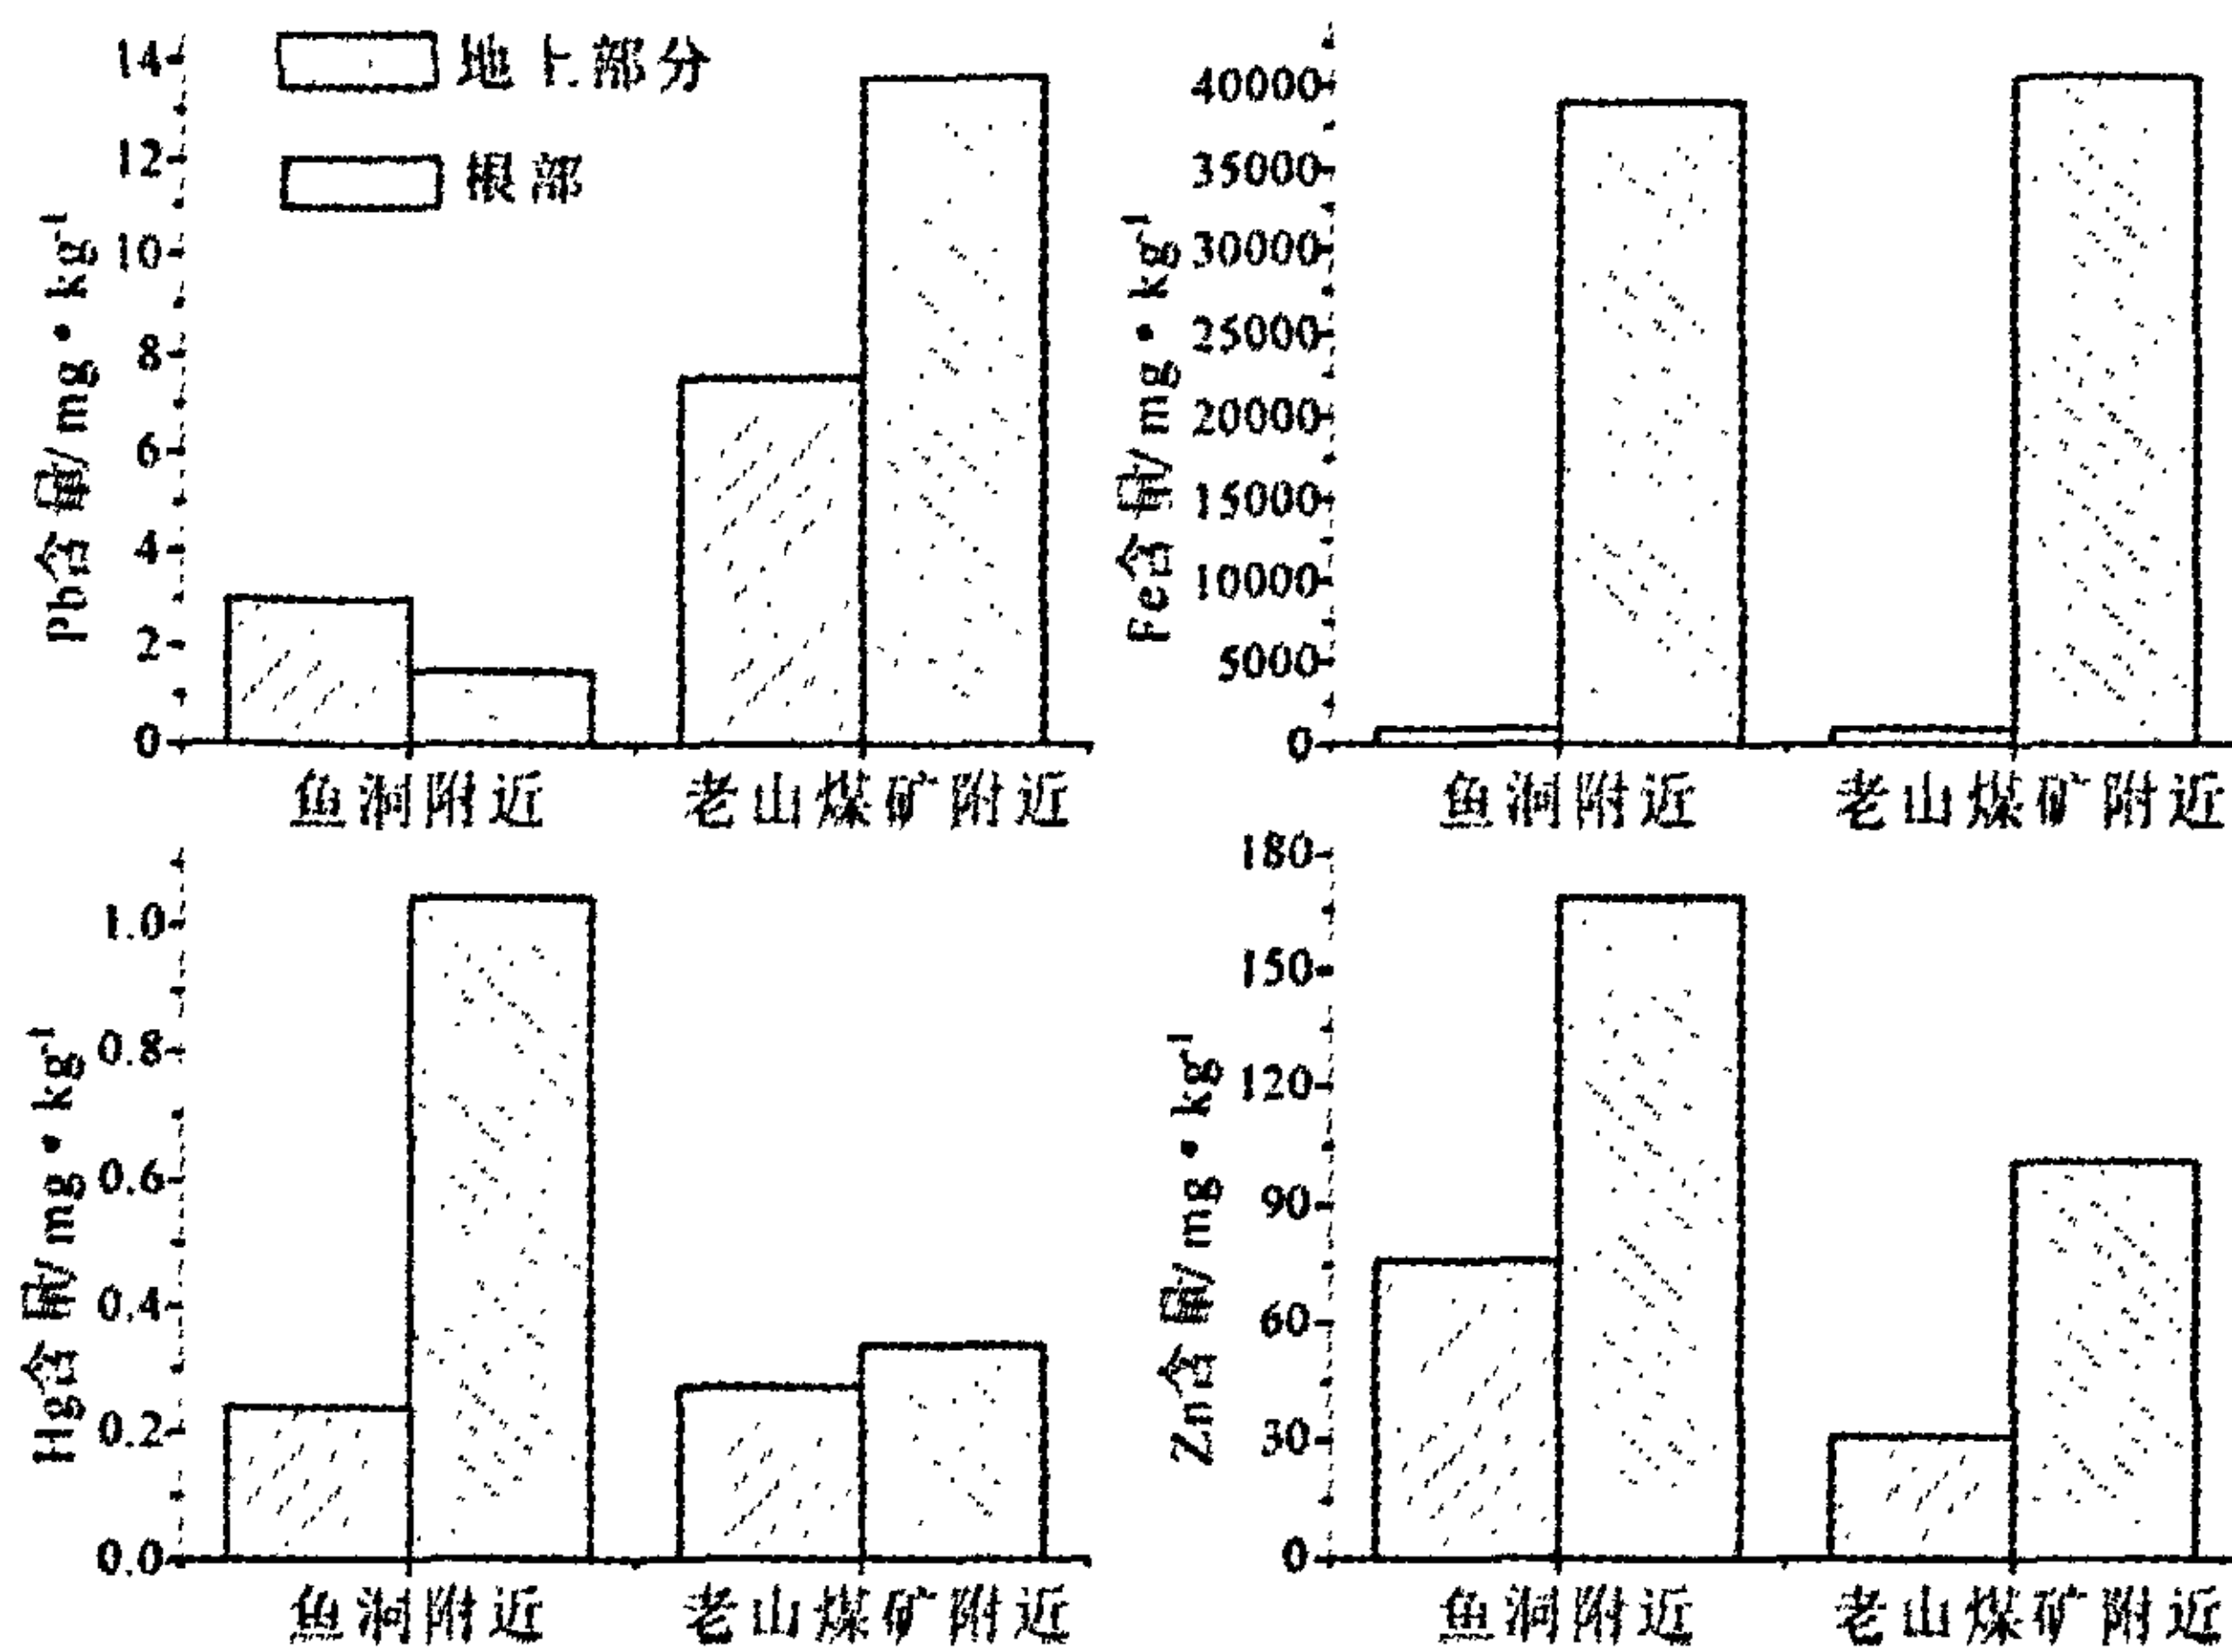 地上部分
根部
Pb含量/mg·kg⁻¹
14
12
10
8
6
4
2
0
鱼洞附近
老山煤矿附近
Fe含量/mg·kg⁻¹
40000
35000
30000
25000
20000
15000
10000
5000
0
鱼洞附近
老山煤矿附近
Hg含量/mg·kg⁻¹
1.0
0.8
0.6
0.4
0.2
0.0
鱼洞附近
老山煤矿附近
Zn含量/mg·kg⁻¹
180
150
120
90
60
30
0
鱼洞附近
老山煤矿附近